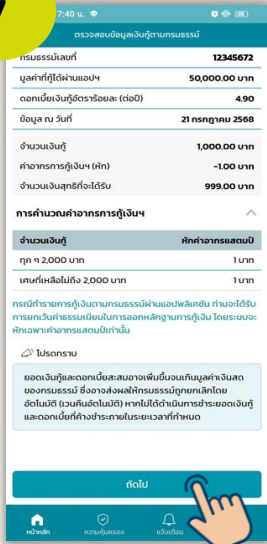 7:40 น.
ตรวจสอบข้อมูลเงินกู้ตามกรมธรรม์
กรมธรรม์เลขที่ 12345672
มูลค่าที่กู้ได้ผ่านแอปฯ 50,000.00 บาท
ดอกเบี้ยเงินกู้อัตราร้อยละ (ต่อปี) 4.90
ข้อมูล ณ วันที่ 21 กรกฎาคม 2568
จำนวนเงินกู้ 1,000.00 บาท
ค่าอากรการกู้เงินฯ (หัก) -1.00 บาท
จำนวนเงินสุทธิที่จะได้รับ 999.00 บาท
การคำนวณค่าอากรการกู้เงินฯ
จำนวนเงินกู้ หักค่าอากรแสตมป์
ทุก ๆ 2,000 บาท 1 บาท
เศษที่เหลือไม่ถึง 2,000 บาท 1 บาท
กรณีทำรายการกู้เงินตามกรมธรรม์ผ่านแอปพลิเคชัน ท่านจะได้รับ
การยกเว้นค่าธรรมเนียมในการออกหลักฐานการกู้เงิน โดยระบบจะ
หักเฉพาะค่าอากรแสตมป์เท่านั้น
โปรดทราบ
ยอดเงินกู้และดอกเบี้ยสะสมอาจเพิ่มขึ้นจนเกินมูลค่าเงินสด
ของกรมธรรม์ ซึ่งอาจส่งผลให้กรมธรรม์ถูกยกเลิกโดย
อัตโนมัติ (เวนคืนอัตโนมัติ) หากไม่ได้ดำเนินการชำระยอดเงินกู้
และดอกเบี้ยที่ค้างชำระภายในระยะเวลาที่กำหนด
ถัดไป
หน้าหลัก ความคุ้มครอง แจ้งเตือน